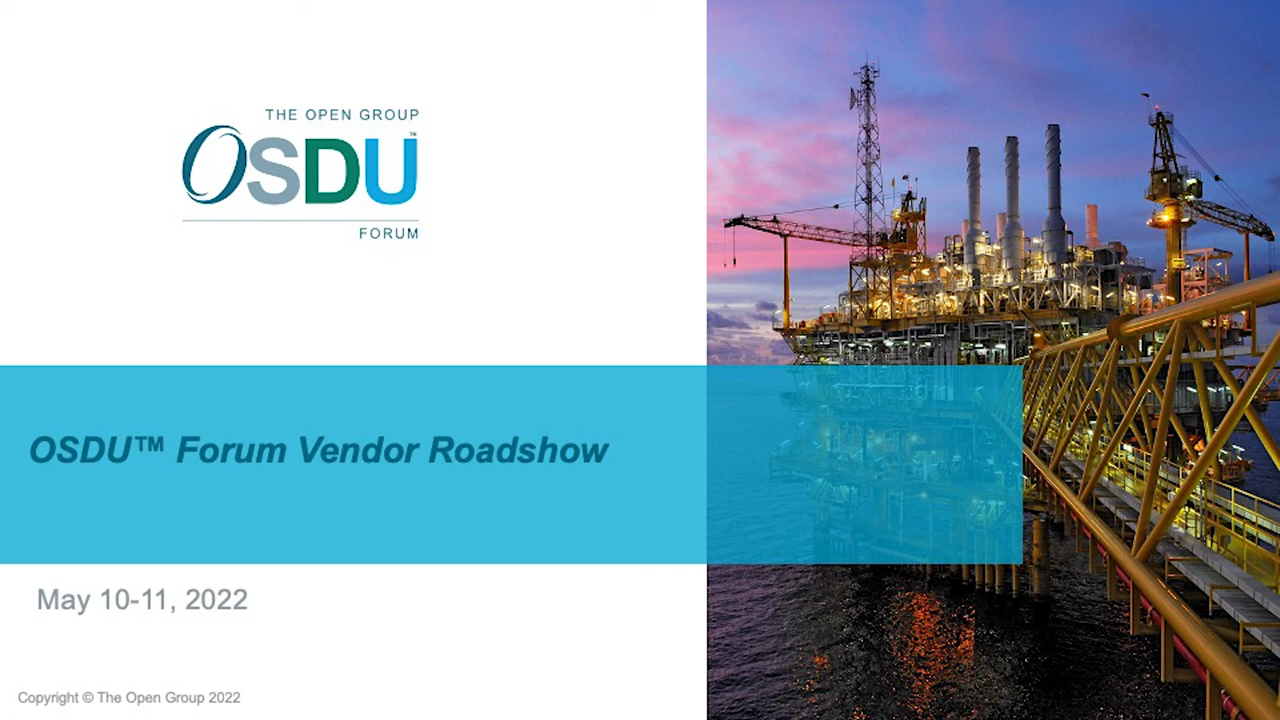 THE OPEN GROUP
OSDU™
FORUM
OSDU™ Forum Vendor Roadshow
May 10-11, 2022
Copyright © The Open Group 2022